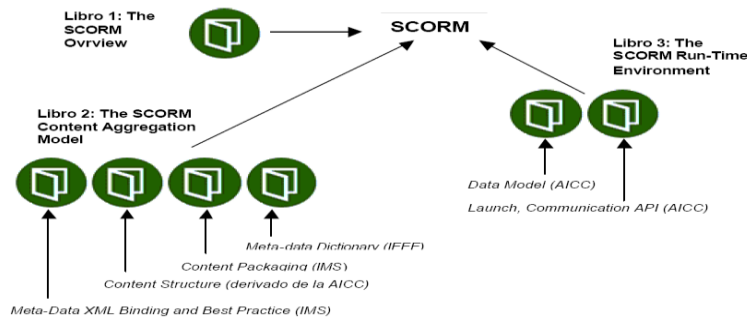 Libro 1: The
SCORM
Ovrview
SCORM
Libro 3: The
SCORM Run-Time
Environment
Libro 2: The SCORM
Content Aggregation
Model
Data Model (AICC)
Launch, Communication API (AICC)
Meta-data Dictionary (IEEE)
Content Packaging (IMS)
Content Structure (derivado de la AICC)
Meta-Data XML Binding and Best Practice (IMS)